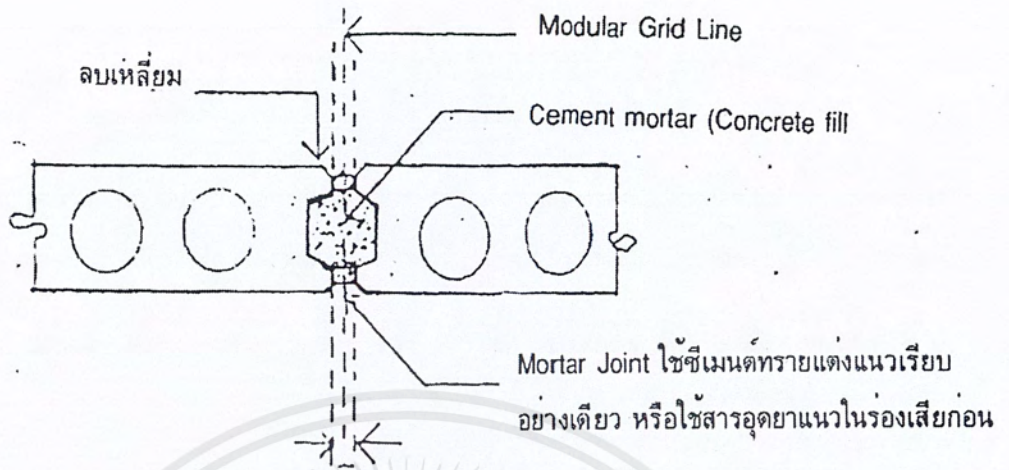 Modular Grid Line
ลบเหลี่ยม
Cement mortar (Concrete fill
Mortar Joint ใช้ซีเมนต์ทรายแต่งแนวเรียบ
อย่างเดียว หรือใช้สารอุดยาแนวในร่องเสียก่อน